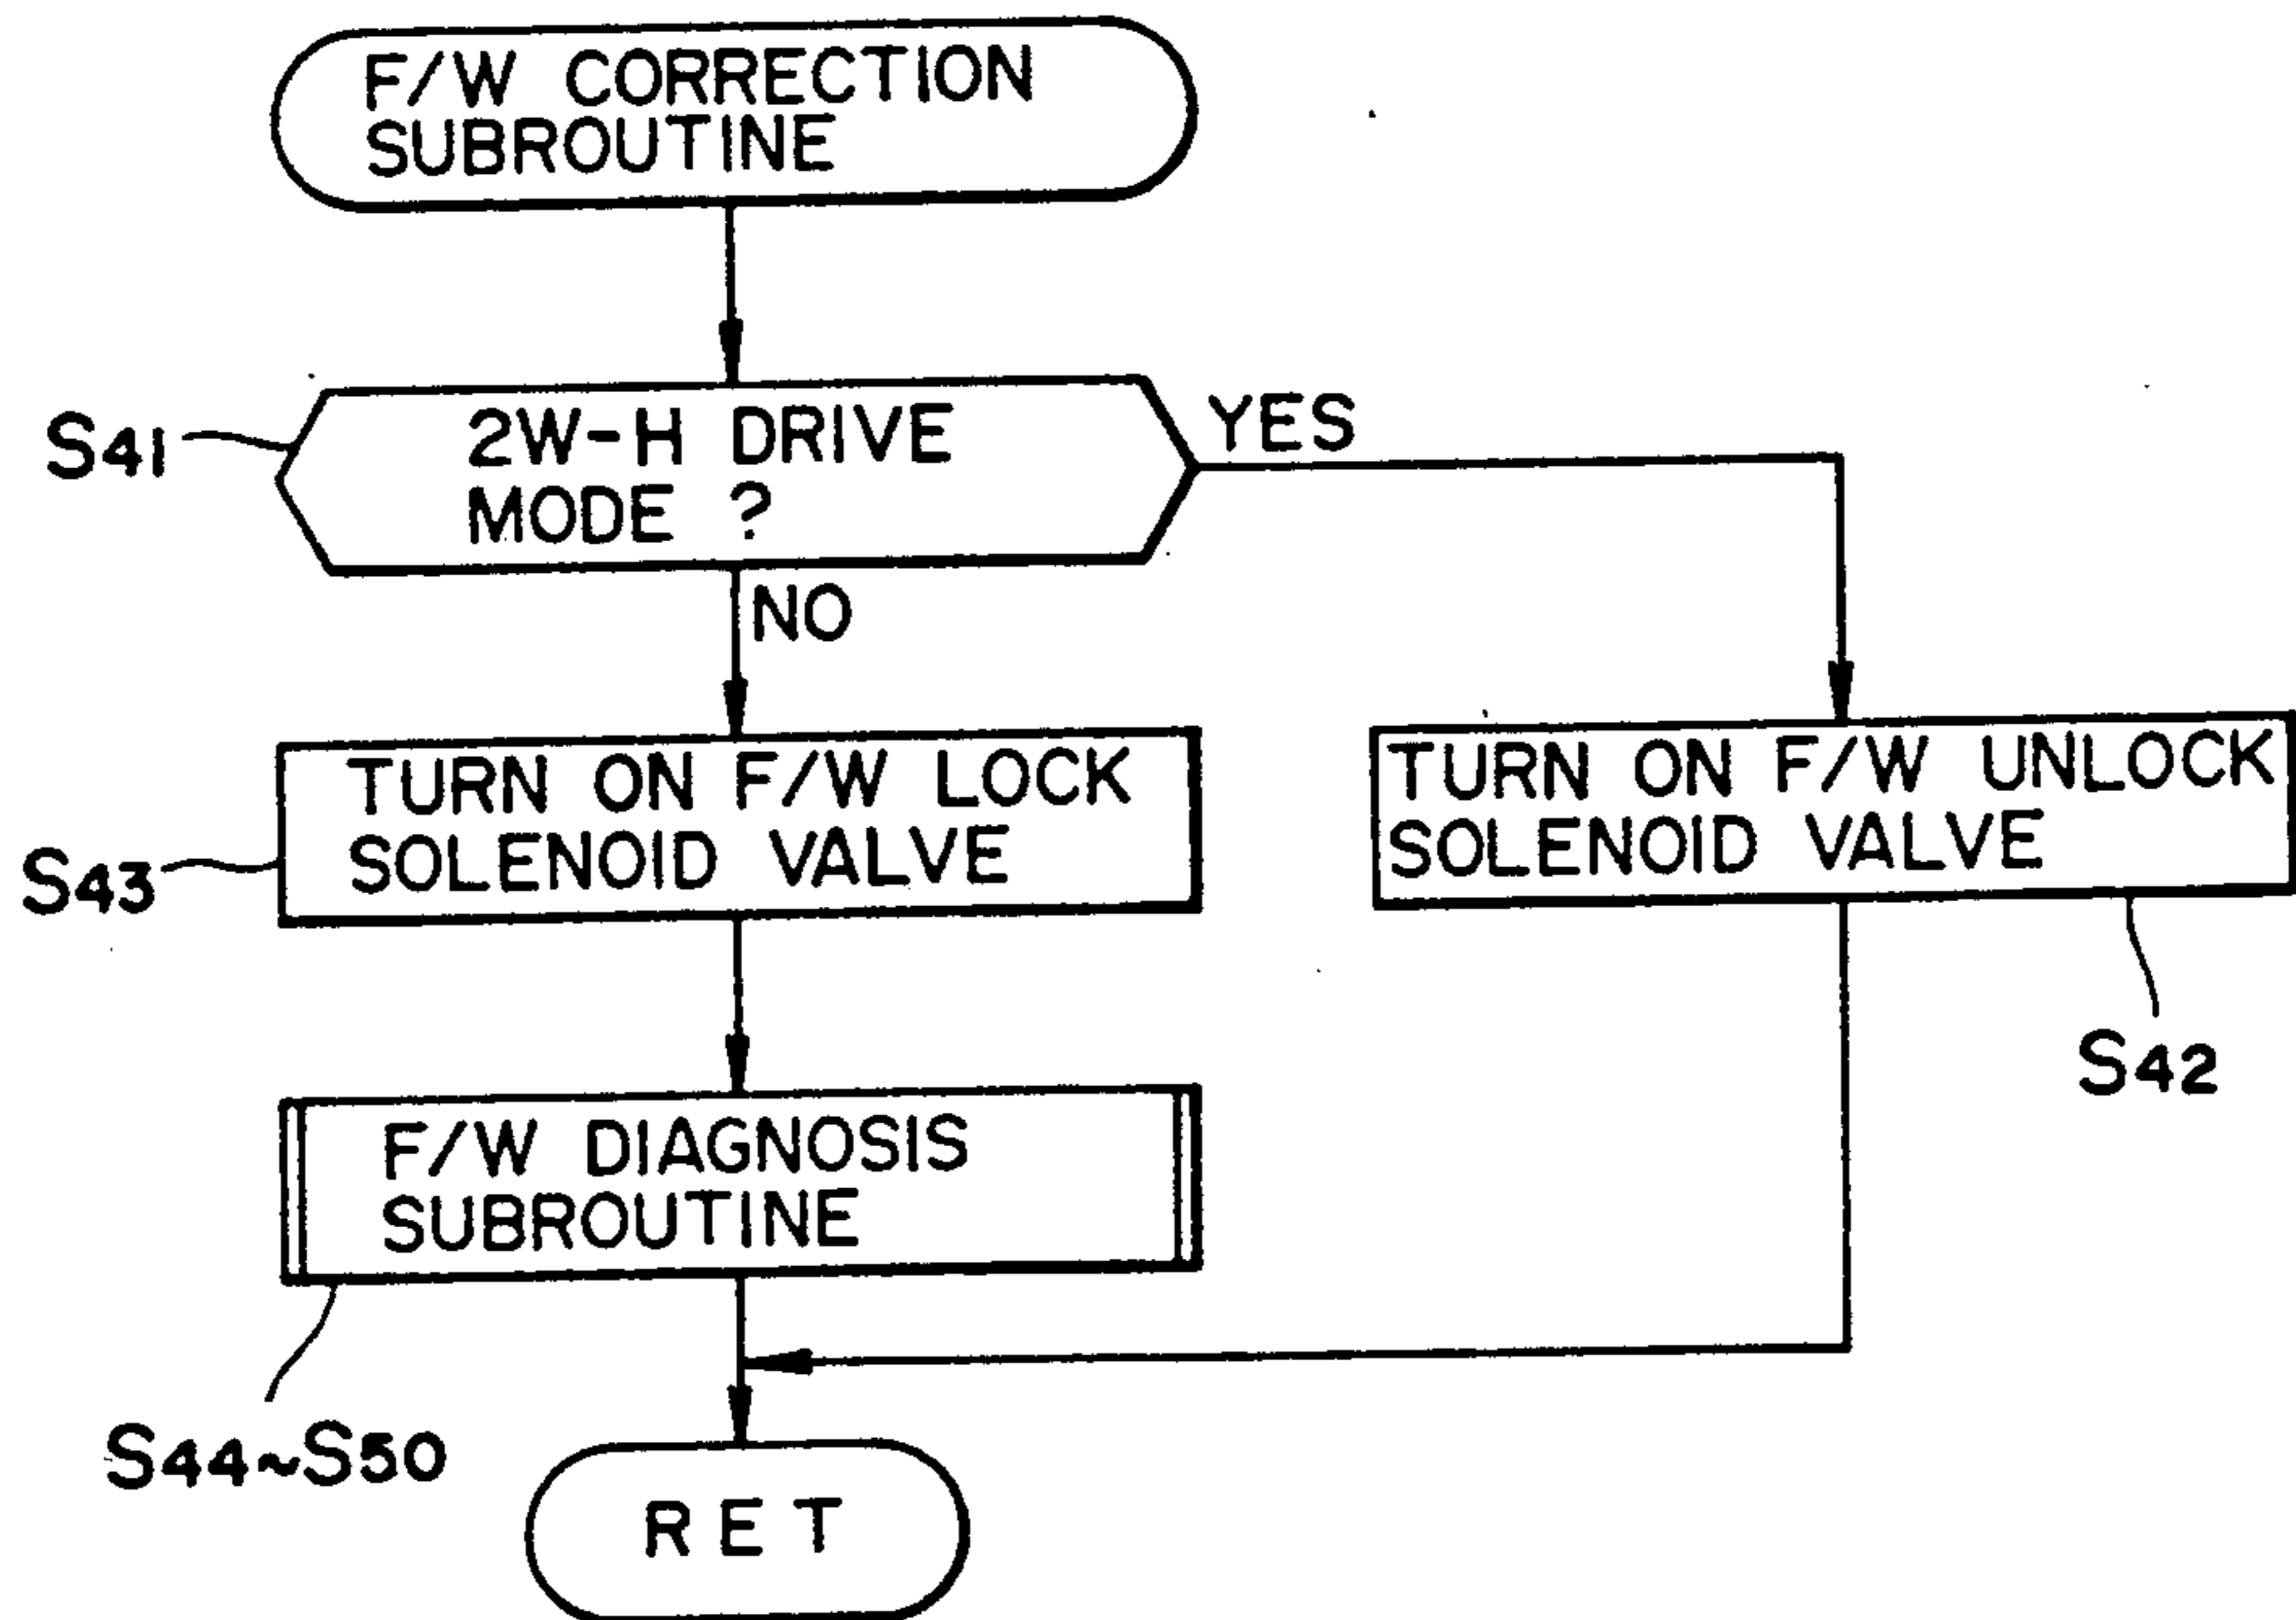 F/W CORRECTION
SUBROUTINE
S41
2W-H DRIVE
MODE ?
YES
NO
S43
TURN ON F/W LOCK
SOLENOID VALVE
TURN ON F/W UNLOCK
SOLENOID VALVE
S42
F/W DIAGNOSIS
SUBROUTINE
S44~S50
RET